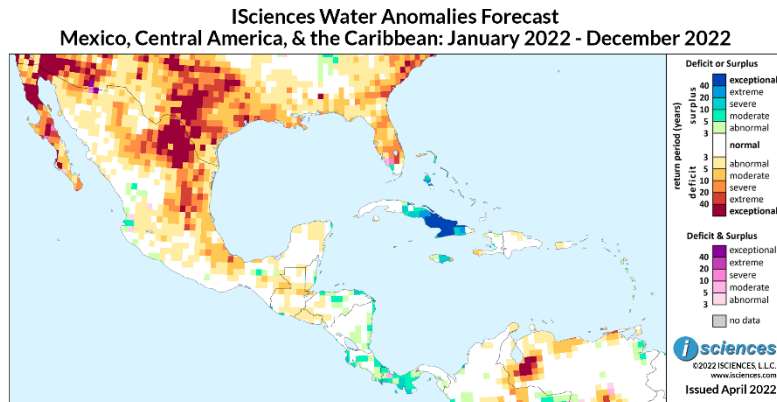 ISciences Water Anomalies Forecast
Mexico, Central America, & the Caribbean: January 2022 - December 2022
Deficit or Surplus
return period (years)
surplus
deficit
exceptional
40
extreme
20
severe
10
moderate
5
abnormal
3
normal
3
abnormal
5
moderate
10
severe
20
extreme
40
exceptional
Deficit & Surplus
exceptional
40
extreme
20
severe
10
moderate
5
abnormal
3
no data
i sciences
©2022 ISCIENCES, L.L.C.
www.isciences.com
Issued April 2022